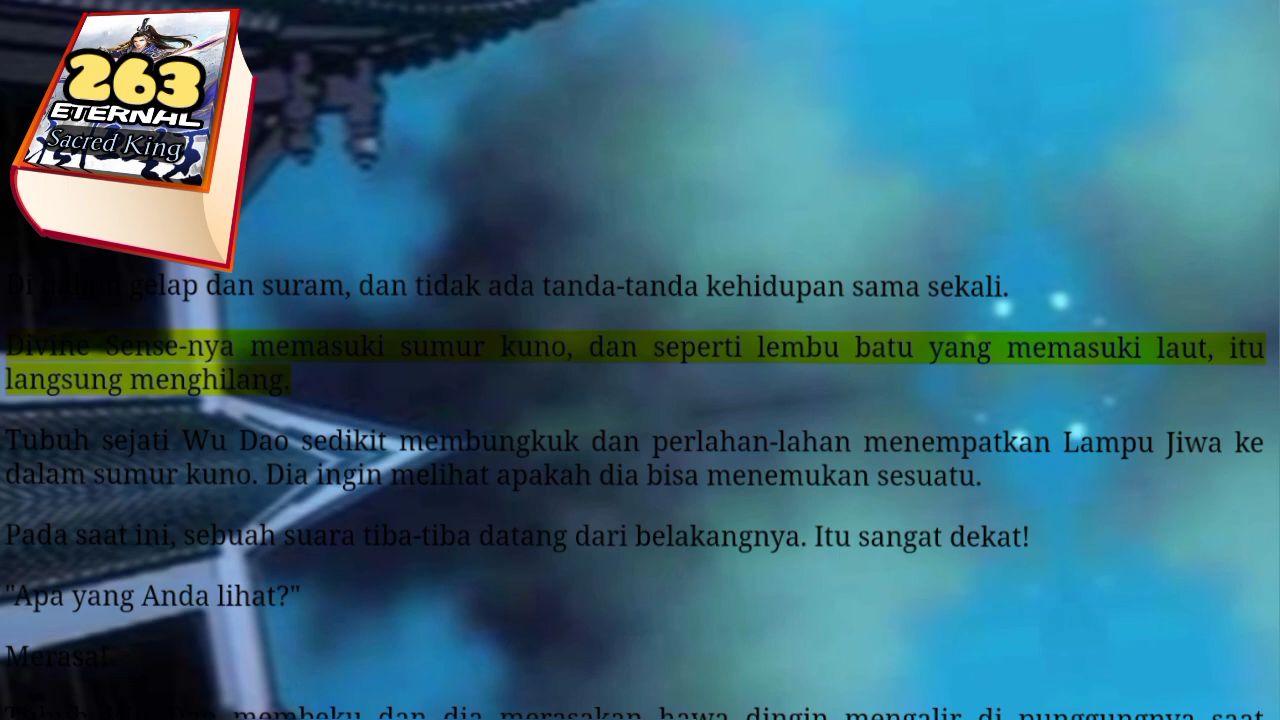 263
ETERNAL
Sacred King
Di dalam gelap dan suram, dan tidak ada tanda-tanda kehidupan sama sekali.
Divine Sense-nya memasuki sumur kuno, dan seperti lembu batu yang memasuki laut, itu
langsung menghilang.
Tubuh sejati Wu Dao sedikit membungkuk dan perlahan-lahan menempatkan Lampu Jiwa ke
dalam sumur kuno. Dia ingin melihat apakah dia bisa menemukan sesuatu.
Pada saat ini, sebuah suara tiba-tiba datang dari belakangnya. Itu sangat dekat!
"Apa yang Anda lihat?"
Merasa!
membeku dan dia merasakan hawa dingin mengalir di punggungnya saat